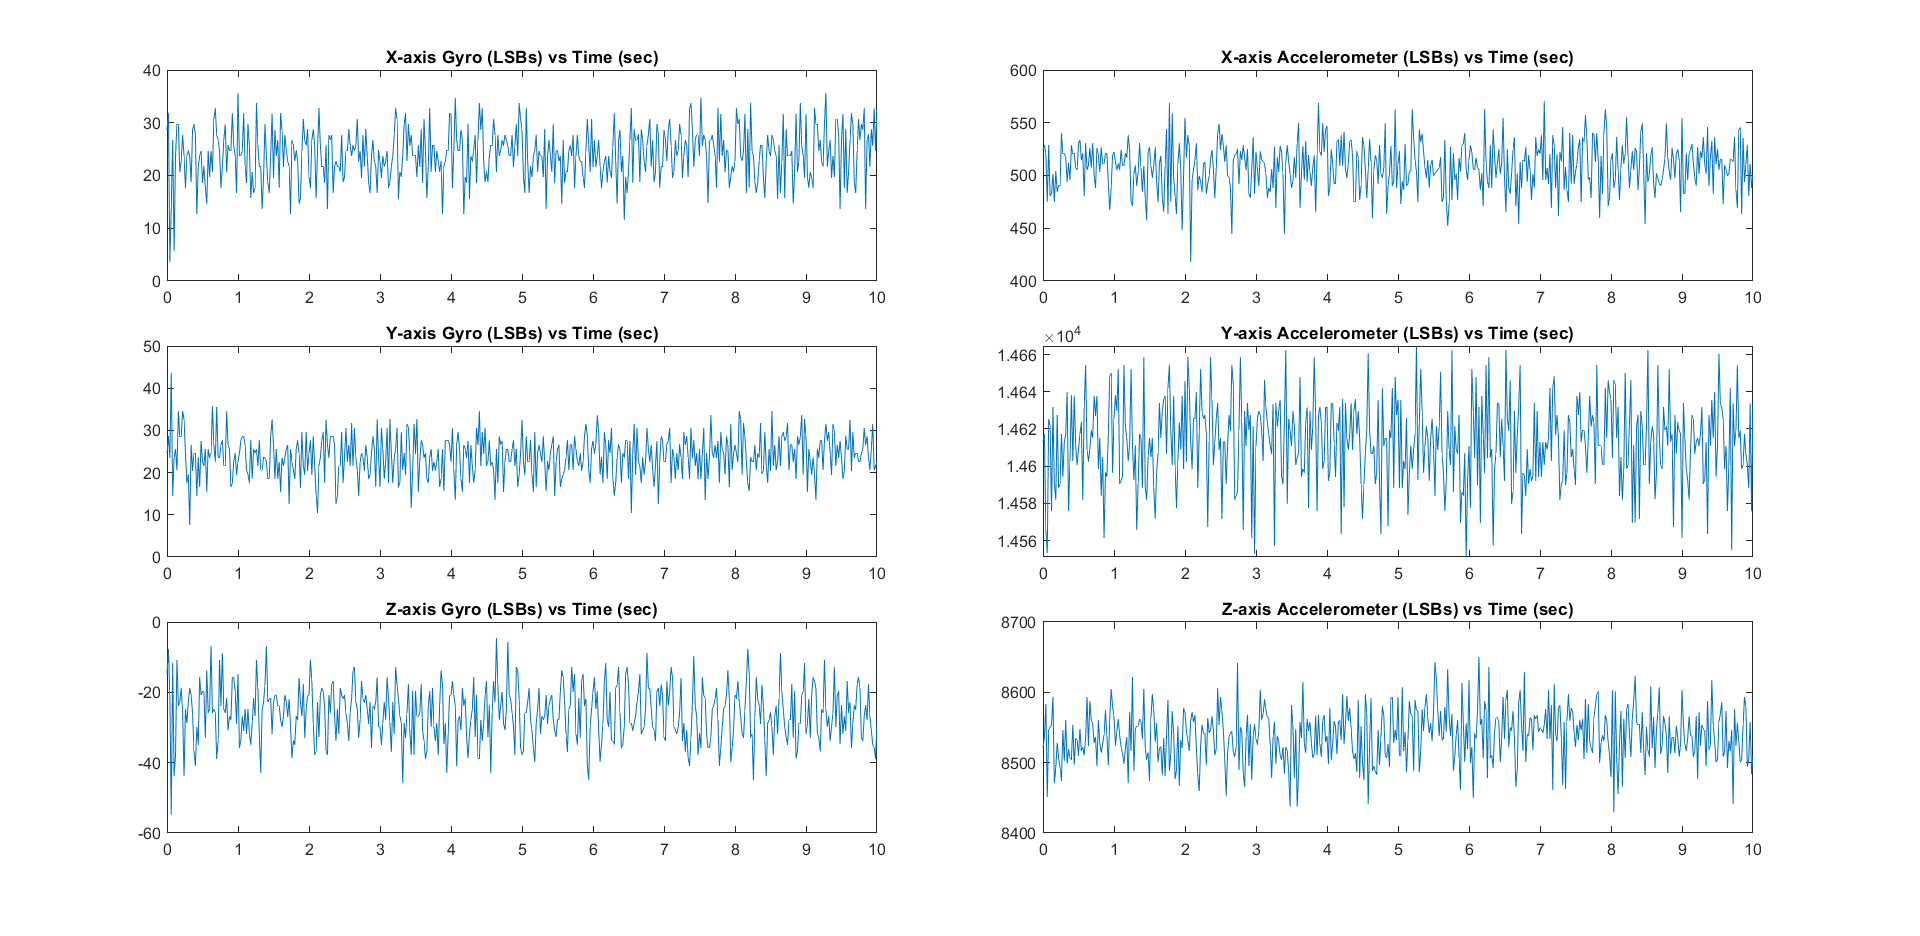 X-axis Gyro (LSBs) vs Time (sec)
40
30
20
10
0
0 1 2 3 4 5 6 7 8 9 10
Y-axis Gyro (LSBs) vs Time (sec)
50
40
30
20
10
0
0 1 2 3 4 5 6 7 8 9 10
Z-axis Gyro (LSBs) vs Time (sec)
0
-20
-40
-60
0 1 2 3 4 5 6 7 8 9 10
X-axis Accelerometer (LSBs) vs Time (sec)
600
550
500
450
400
0 1 2 3 4 5 6 7 8 9 10
Y-axis Accelerometer (LSBs) vs Time (sec)
×10⁴
1.466
1.464
1.462
1.46
1.458
1.456
0 1 2 3 4 5 6 7 8 9 10
Z-axis Accelerometer (LSBs) vs Time (sec)
8700
8600
8500
8400
0 1 2 3 4 5 6 7 8 9 10